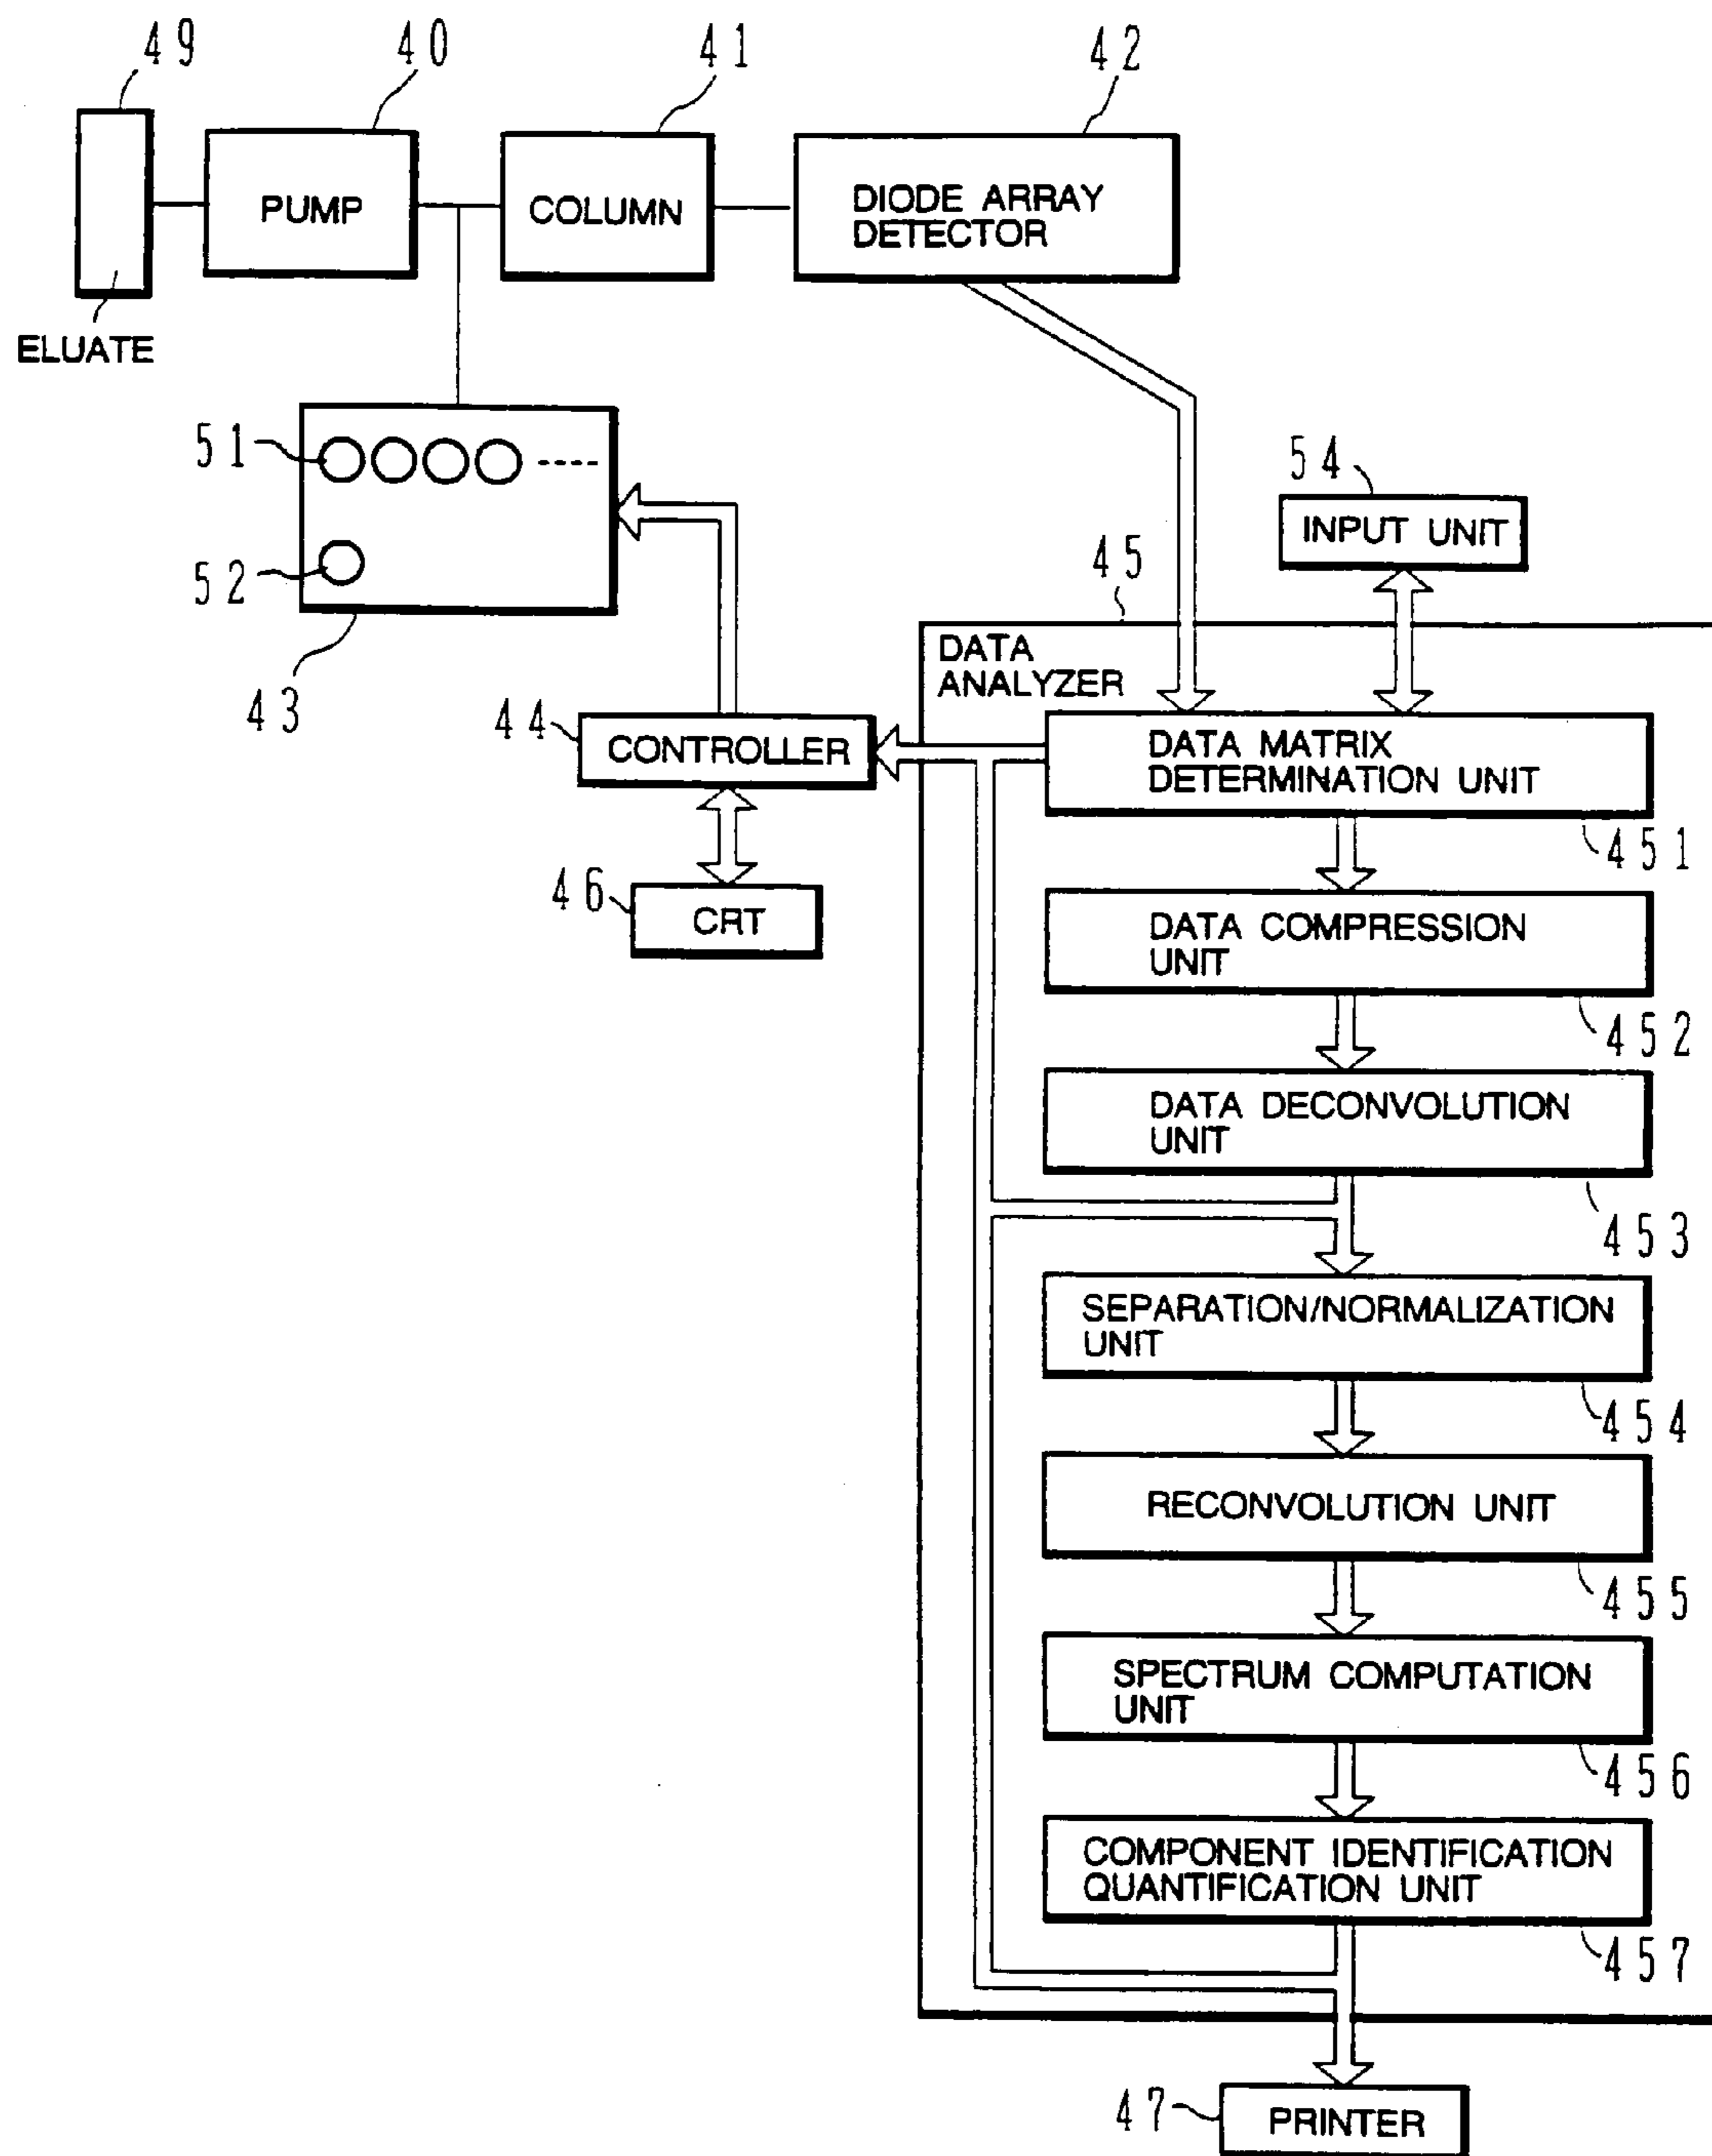 49
40
41
42
PUMP
COLUMN
DIODE ARRAY
DETECTOR
ELUATE
51
----
52
43
54
INPUT UNIT
45
DATA
ANALYZER
44
CONTROLLER
DATA MATRIX
DETERMINATION UNIT
451
46
CRT
DATA COMPRESSION
UNIT
452
DATA DECONVOLUTION
UNIT
453
SEPARATION/NORMALIZATION
UNIT
454
RECONVOLUTION UNIT
455
SPECTRUM COMPUTATION
UNIT
456
COMPONENT IDENTIFICATION
QUANTIFICATION UNIT
457
47
PRINTER